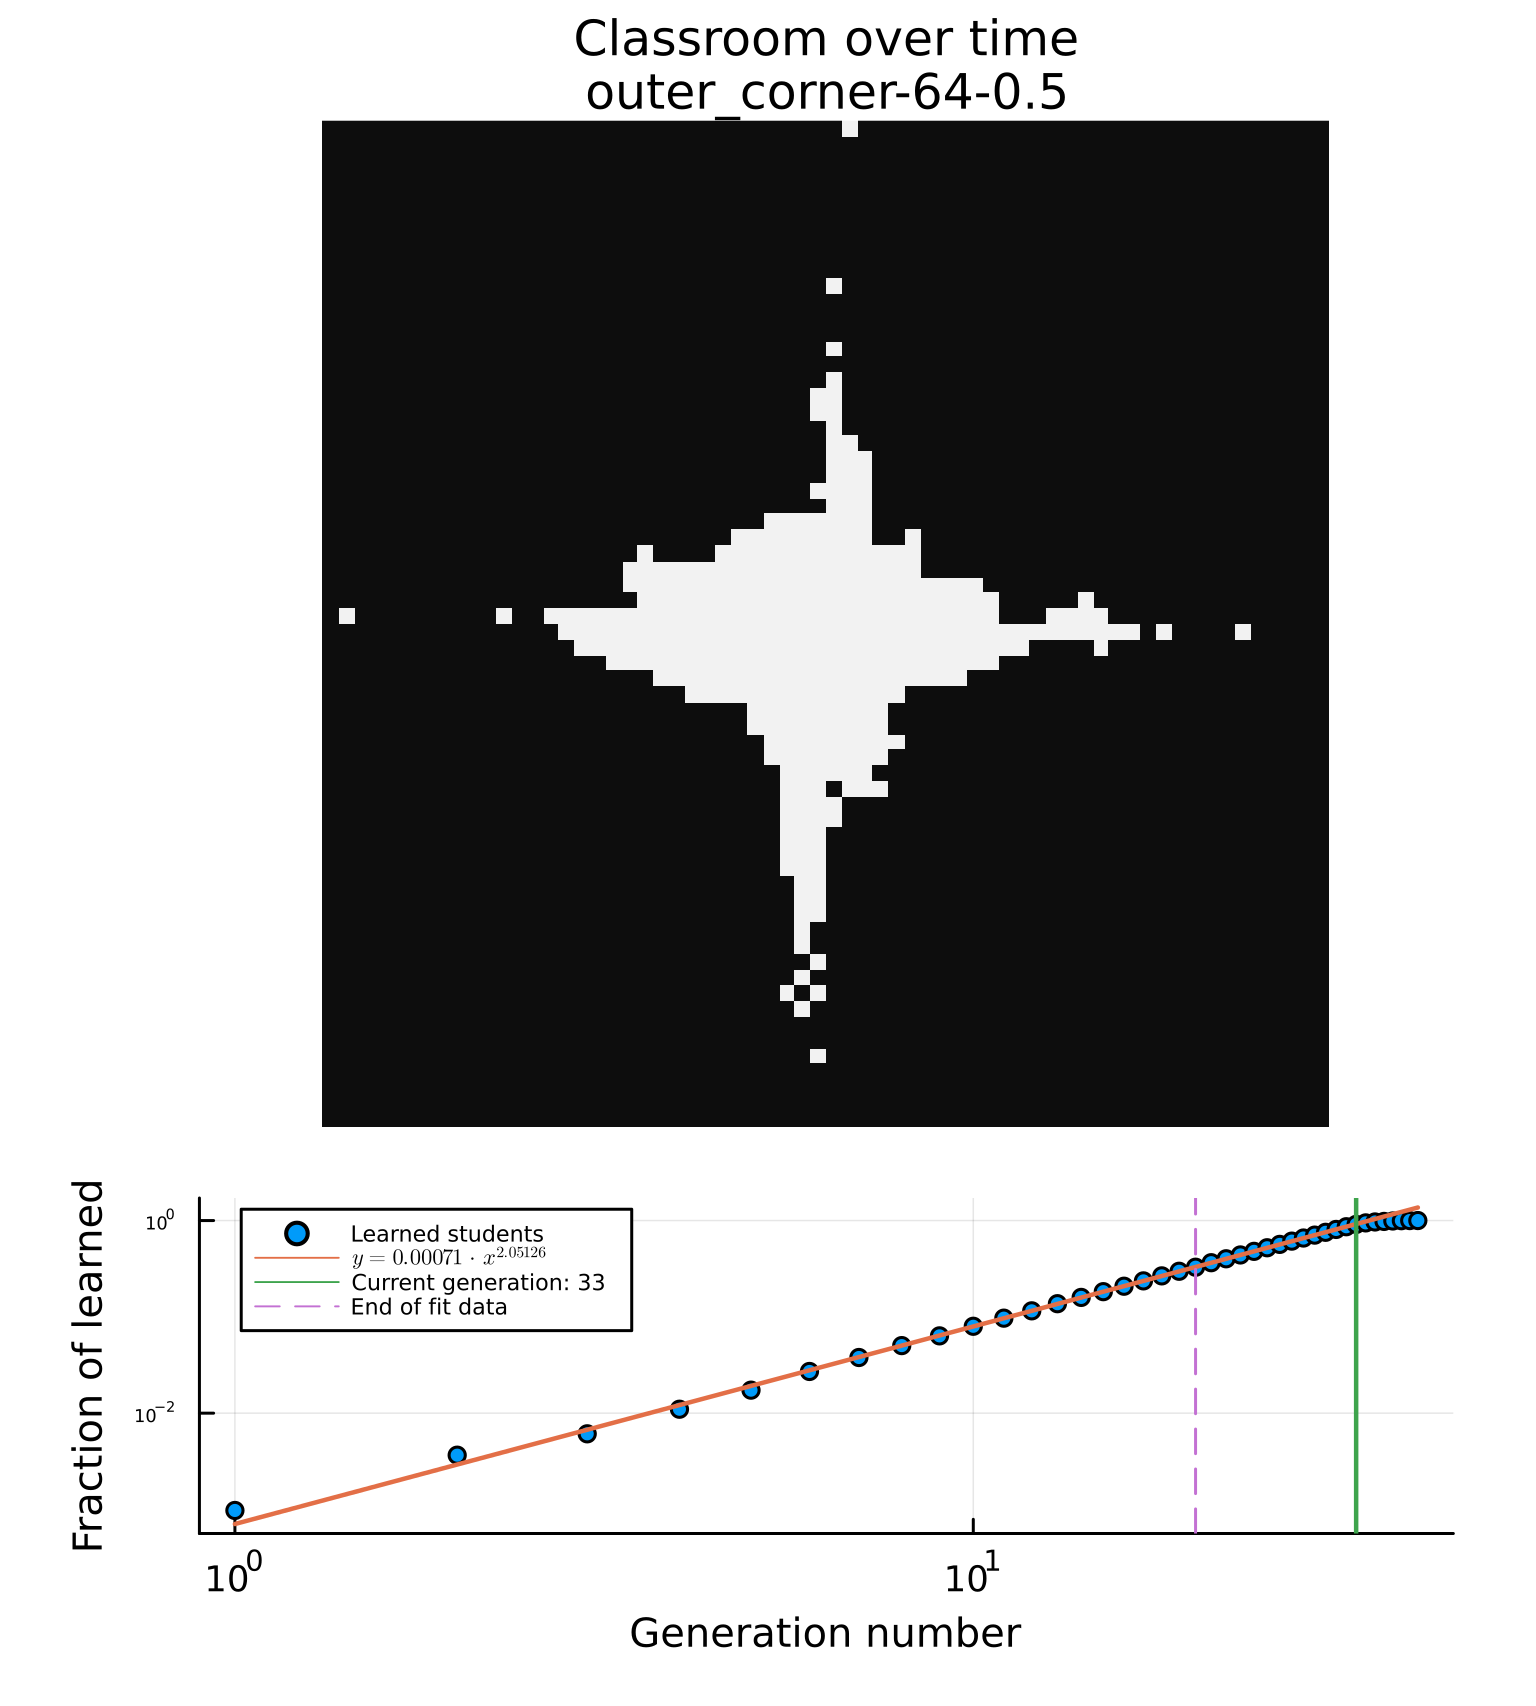 Classroom over time
outer_corner-64-0.5
Fraction of learned
10^0
10^−2
Learned students
y = 0.00071 · x^2.05126
Current generation: 33
End of fit data
10^0
10^1
Generation number